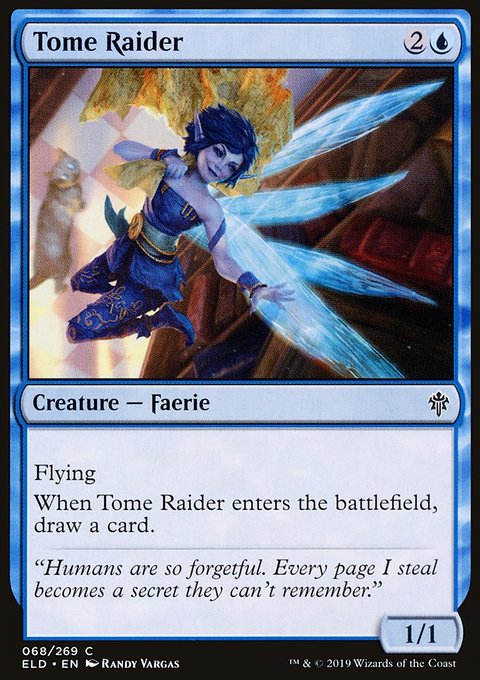 Tome Raider 2
Creature — Faerie
Flying
When Tome Raider enters the battlefield,
draw a card.
“Humans are so forgetful. Every page I steal
becomes a secret they can’t remember.”
1/1
068/269 C
ELD • EN Randy Vargas
™ & © 2019 Wizards of the Coast